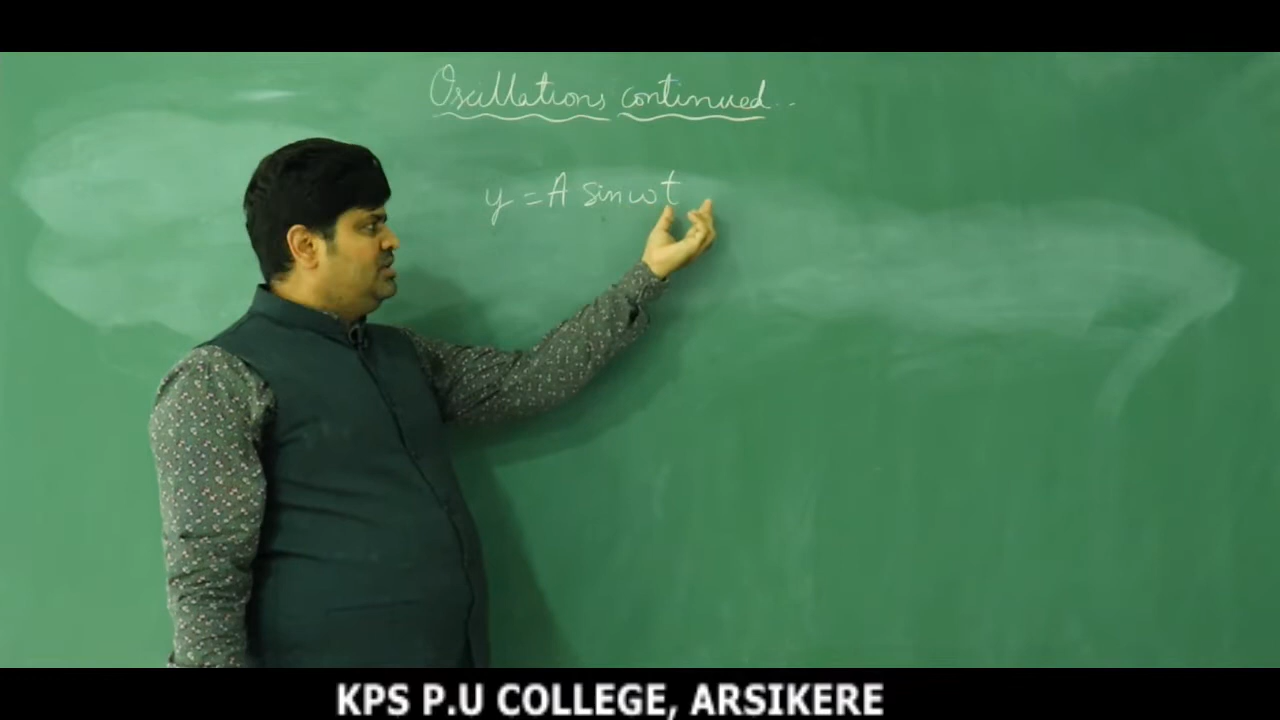 Oscillations continued..
y = A sin ωt
KPS P.U COLLEGE, ARSIKERE